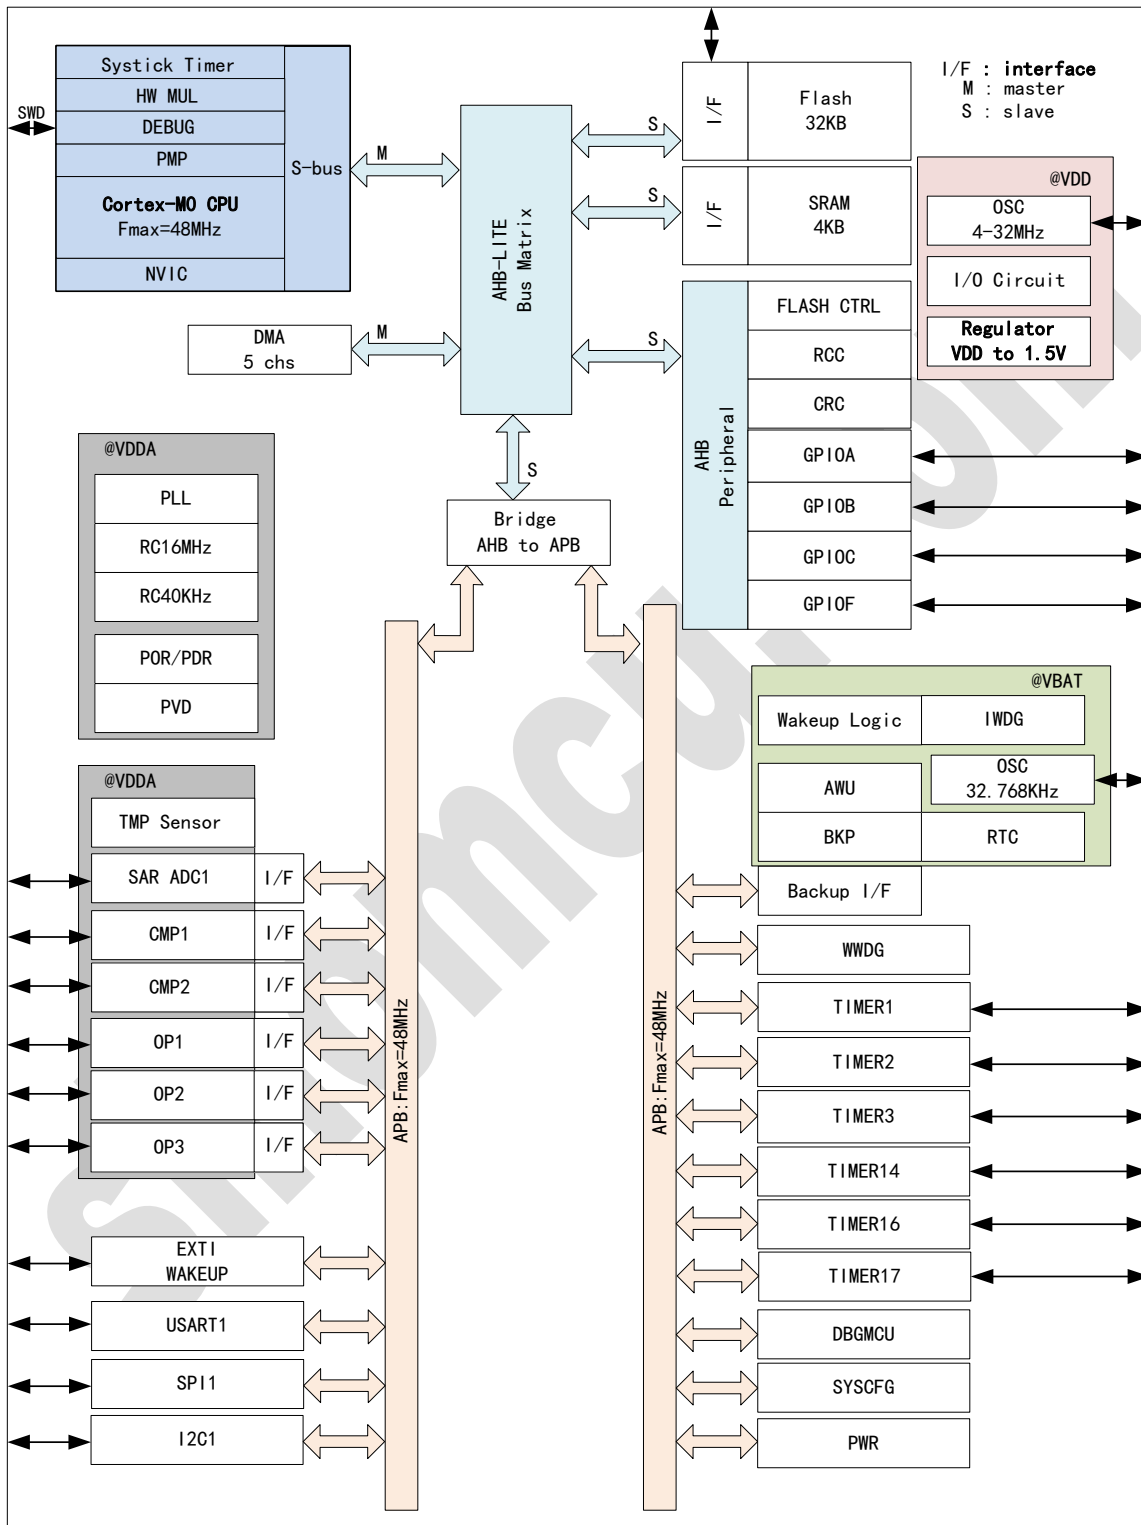 I/F : interface
M : master
S : slave
SWD
Systick Timer
HW MUL
DEBUG
PMP
Cortex-M0 CPU
Fmax=48MHz
NVIC
S-bus
M
DMA
5 chs
M
AHB-LITE
Bus Matrix
S
I/F
Flash
32KB
S
I/F
SRAM
4KB
S
AHB
Peripheral
FLASH CTRL
RCC
CRC
GPIOA
GPIOB
GPIOC
GPIOF
@VDD
OSC
4-32MHz
I/O Circuit
Regulator
VDD to 1.5V
S
Bridge
AHB to APB
@VDDA
PLL
RC16MHz
RC40KHz
POR/PDR
PVD
@VDDA
TMP Sensor
SAR ADC1
I/F
CMP1
I/F
CMP2
I/F
OP1
I/F
OP2
I/F
OP3
I/F
EXTI
WAKEUP
USART1
SPI1
I2C1
APB:Fmax=48MHz
APB:Fmax=48MHz
@VBAT
Wakeup Logic
IWDG
AWU
OSC
32.768KHz
BKP
RTC
Backup I/F
WWDG
TIMER1
TIMER2
TIMER3
TIMER14
TIMER16
TIMER17
DBGMCU
SYSCFG
PWR